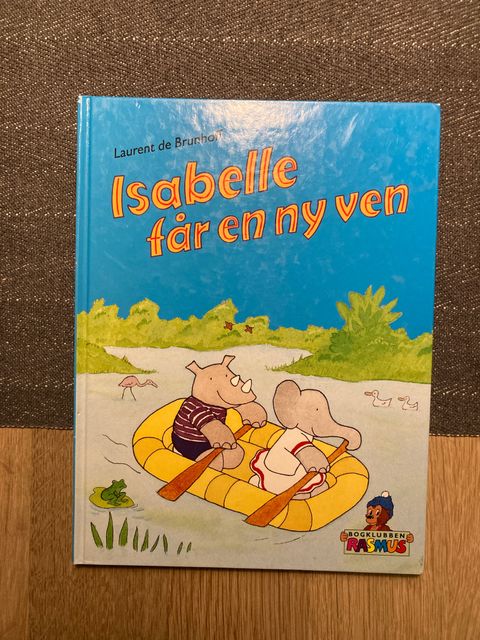 Laurent de Brunhoff
Isabelle
får en ny ven
BOGKLUBBEN
RASMUS